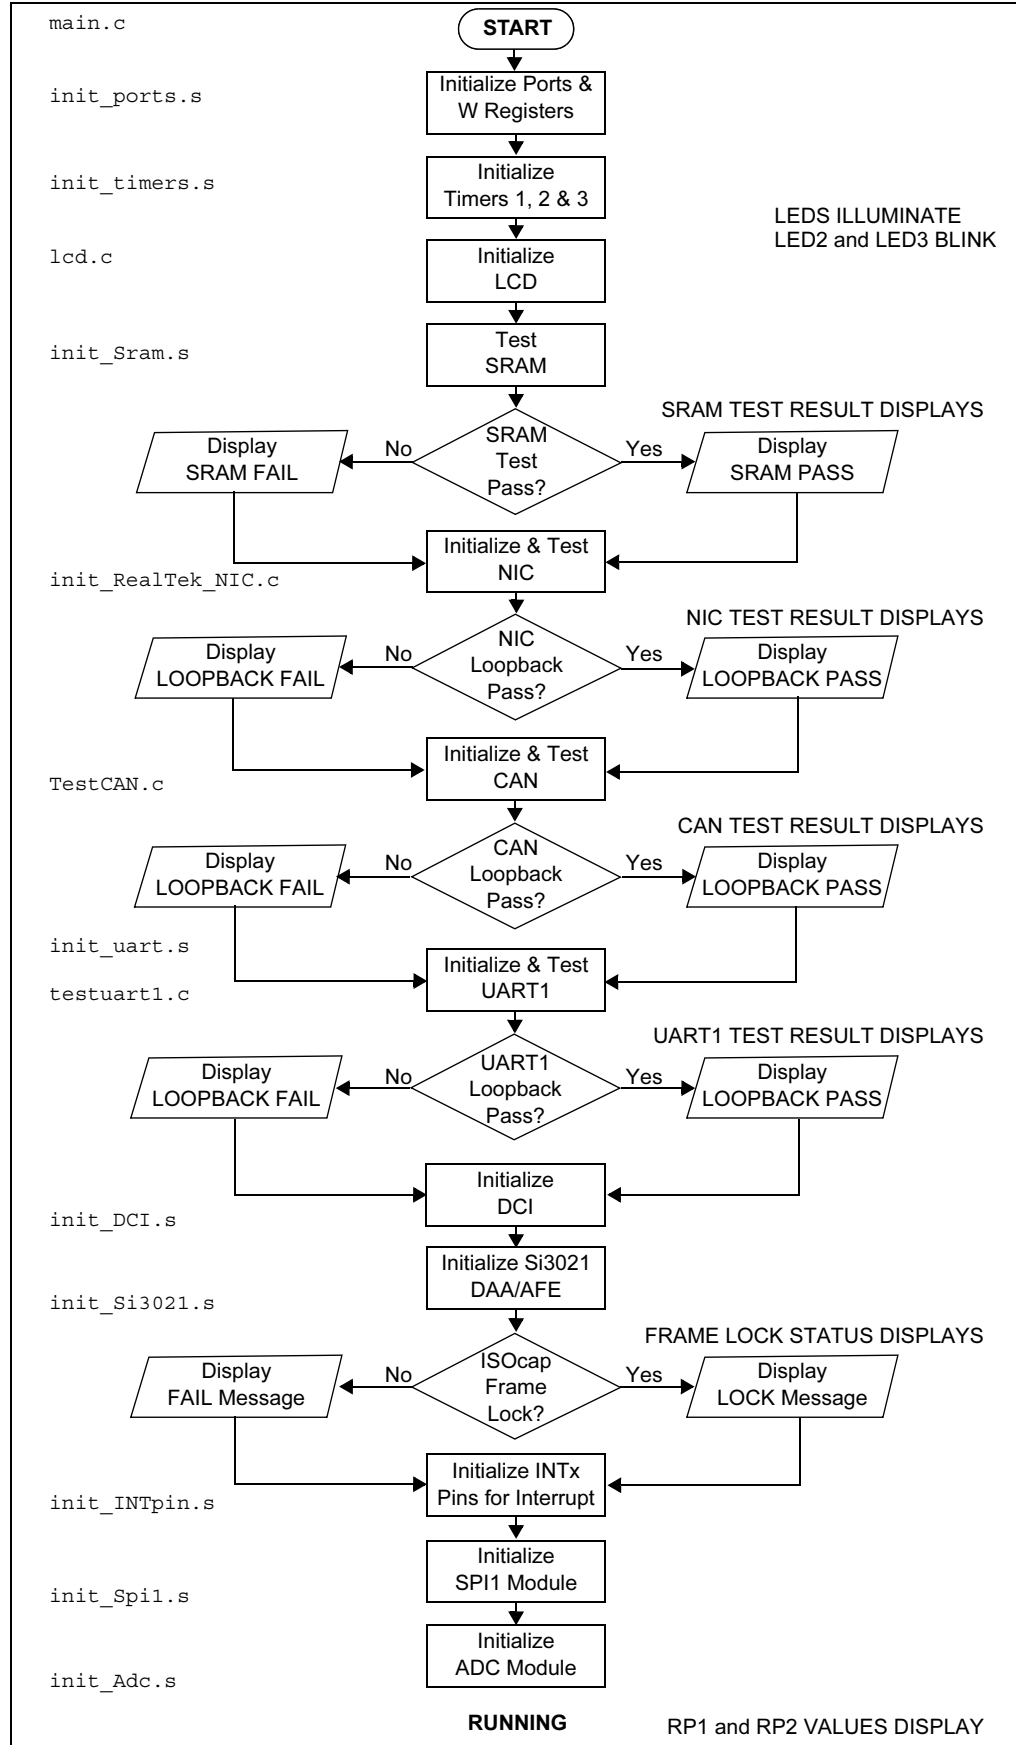 main.c
START
Initialize Ports &
W Registers
init_ports.s
Initialize
Timers 1, 2 & 3
init_timers.s
LEDS ILLUMINATE
LED2 and LED3 BLINK
lcd.c
Initialize
LCD
init_Sram.s
Test
SRAM
SRAM TEST RESULT DISPLAYS
Display
SRAM FAIL
No
SRAM
Test
Pass?
Yes
Display
SRAM PASS
Initialize & Test
NIC
init_RealTek_NIC.c
NIC TEST RESULT DISPLAYS
Display
LOOPBACK FAIL
No
NIC
Loopback
Pass?
Yes
Display
LOOPBACK PASS
Initialize & Test
CAN
TestCAN.c
CAN TEST RESULT DISPLAYS
Display
LOOPBACK FAIL
No
CAN
Loopback
Pass?
Yes
Display
LOOPBACK PASS
init_uart.s
Initialize & Test
UART1
testuart1.c
UART1 TEST RESULT DISPLAYS
Display
LOOPBACK FAIL
No
UART1
Loopback
Pass?
Yes
Display
LOOPBACK PASS
Initialize
DCI
init_DCI.s
Initialize Si3021
DAA/AFE
init_Si3021.s
FRAME LOCK STATUS DISPLAYS
Display
FAIL Message
No
ISOcap
Frame
Lock?
Yes
Display
LOCK Message
Initialize INTx
Pins for Interrupt
init_INTpin.s
Initialize
SPI1 Module
init_Spi1.s
Initialize
ADC Module
init_Adc.s
RUNNING
RP1 and RP2 VALUES DISPLAY